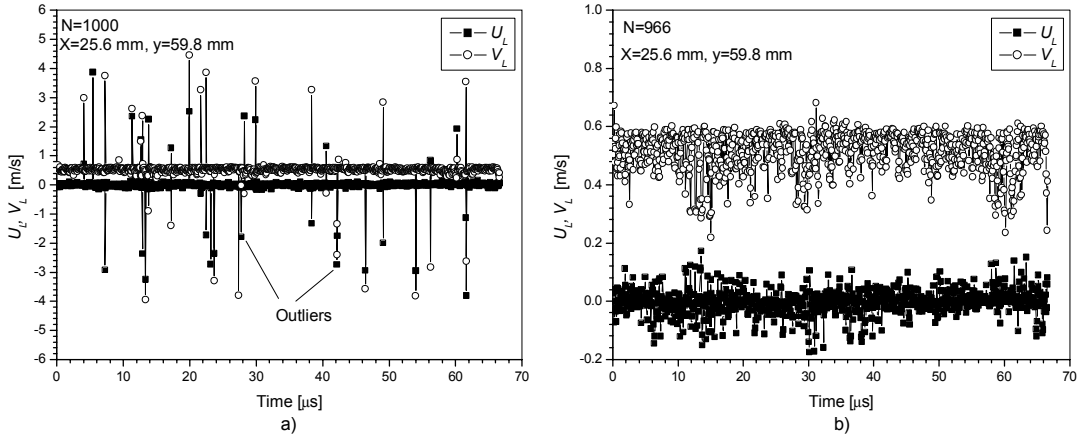 N=1000
X=25.6 mm, y=59.8 mm
U_L
V_L
6
5
4
3
2
1
0
-1
-2
-3
-4
-5
-6
U_L, V_L [m/s]
Outliers
0 10 20 30 40 50 60 70
Time [μs]
a)
N=966
X=25.6 mm, y=59.8 mm
U_L
V_L
1.0
0.8
0.6
0.4
0.2
0.0
-0.2
U_L, V_L [m/s]
0 10 20 30 40 50 60 70
Time [μs]
b)